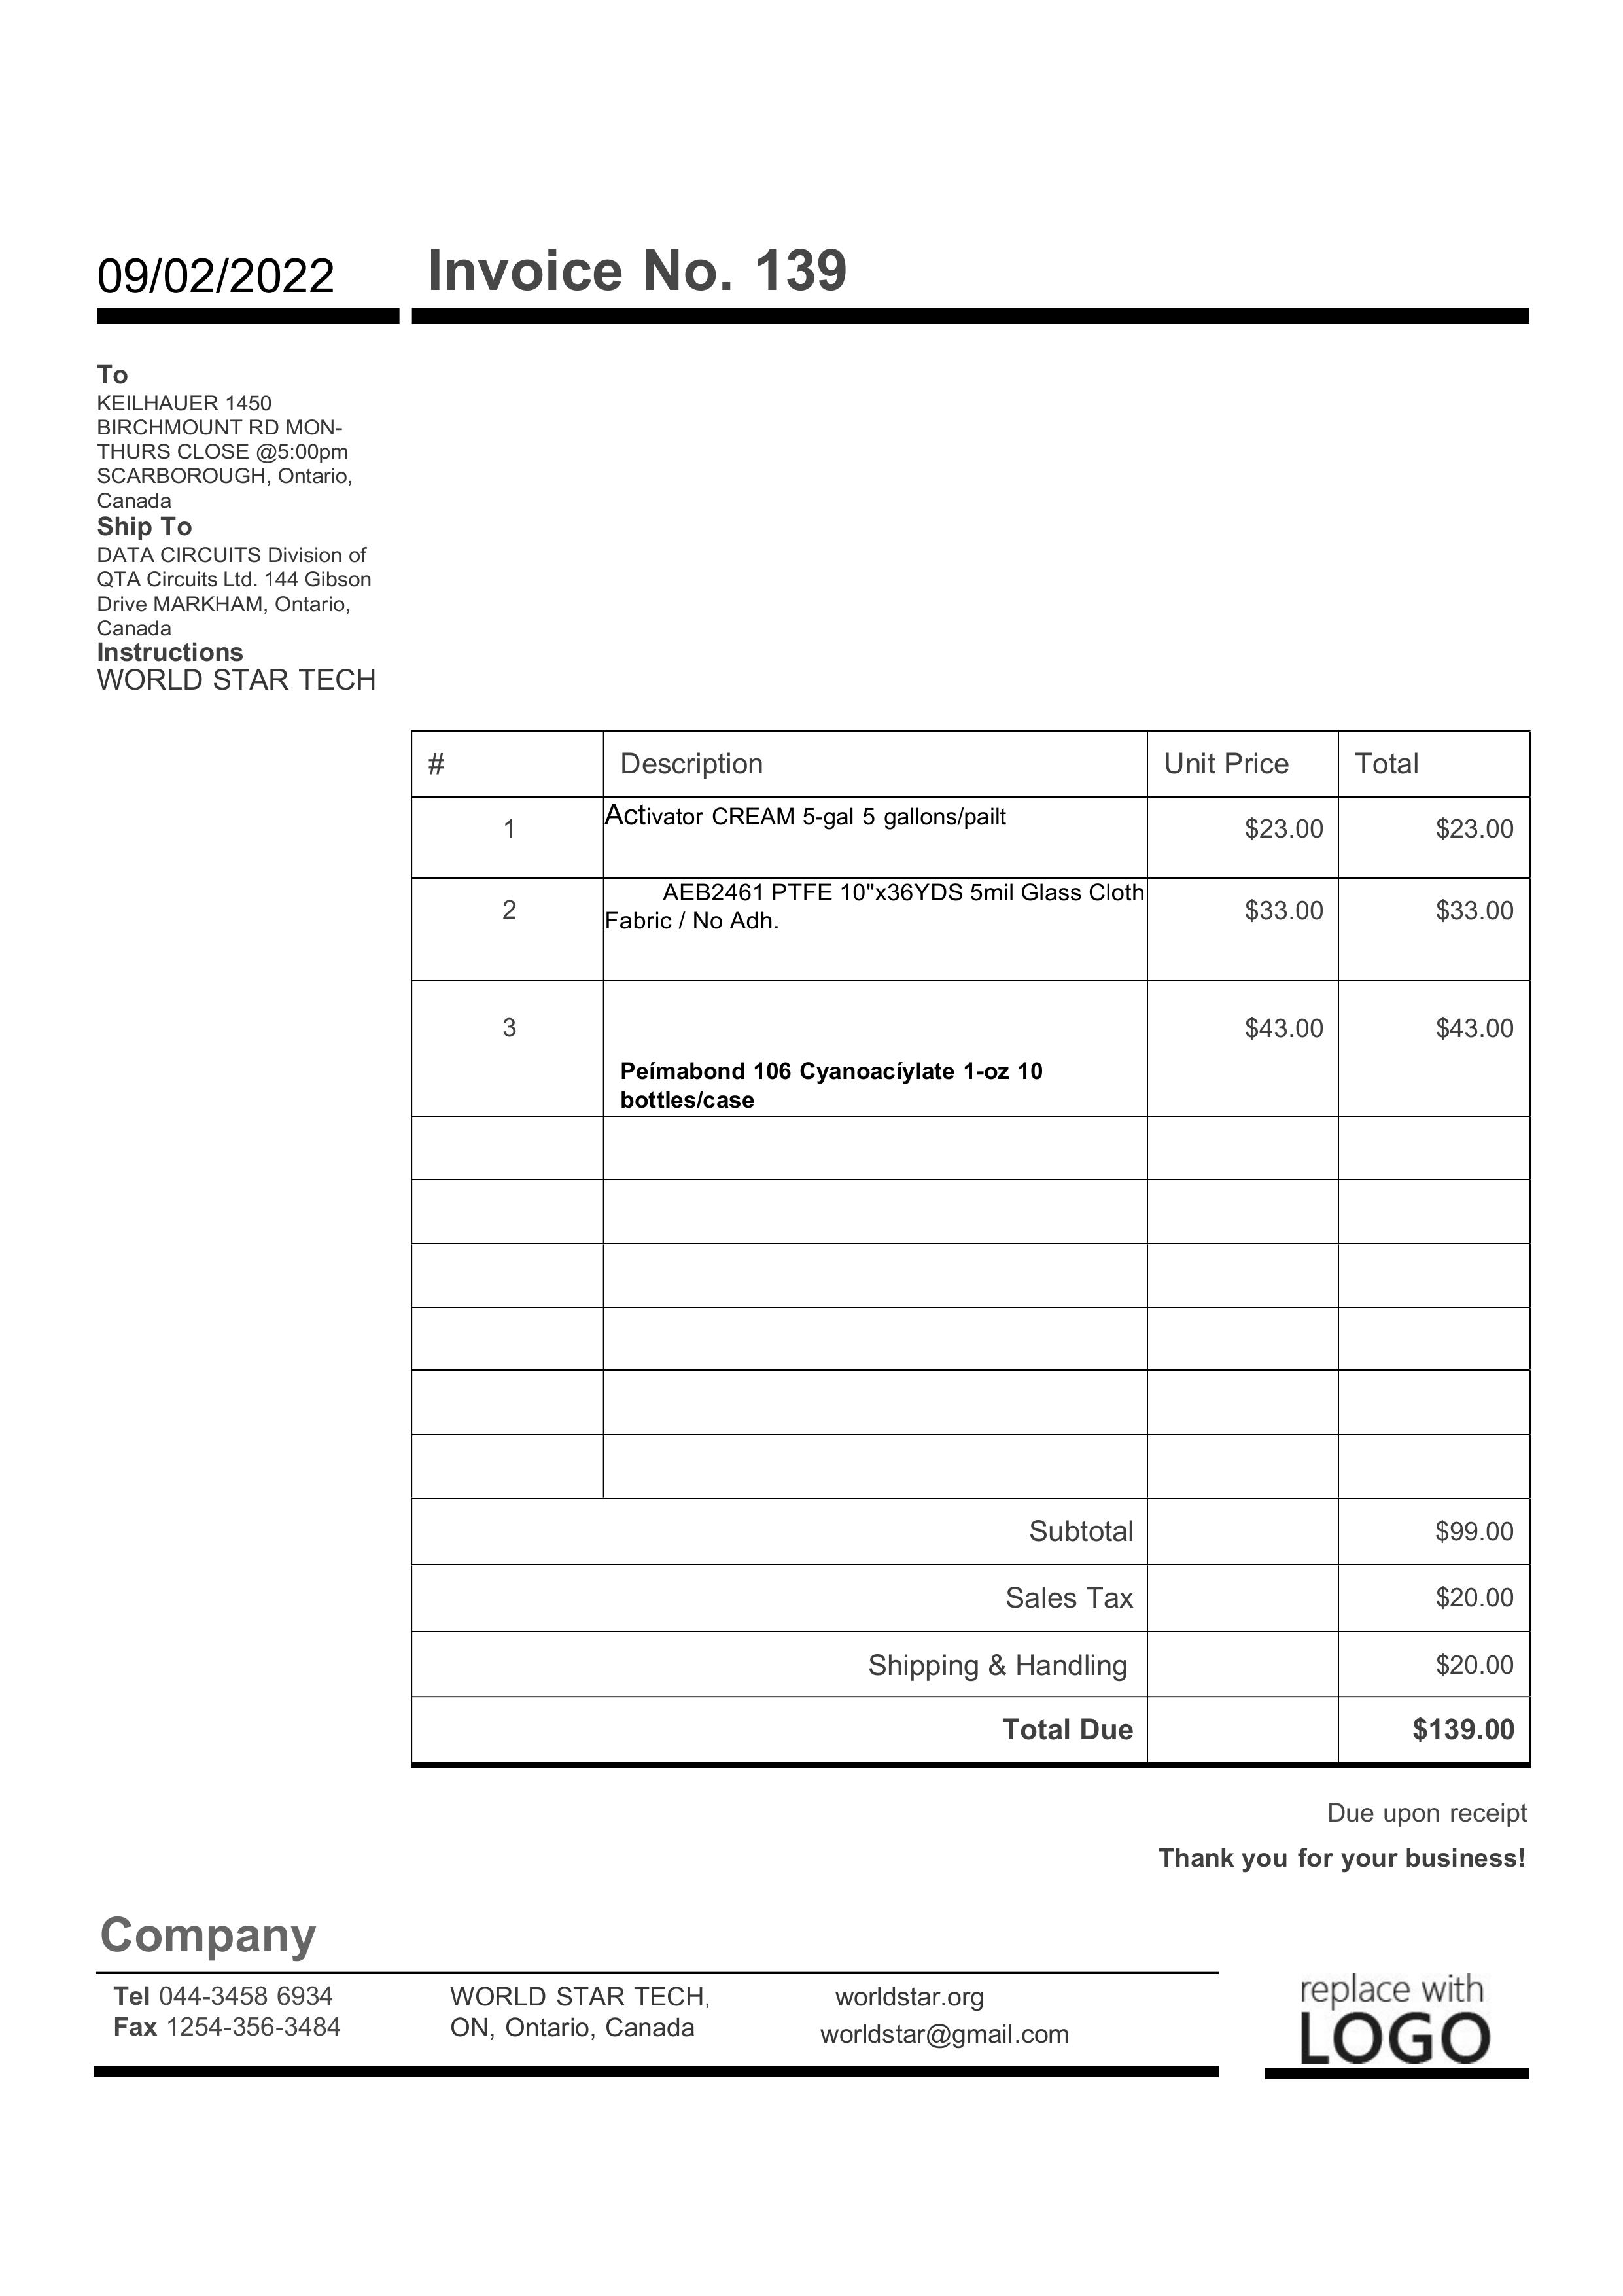 09/02/2022 Invoice No. 139
To
KEILHAUER 1450
BIRCHMOUNT RD MON-
THURS CLOSE @5:00pm
SCARBOROUGH, Ontario,
Canada
Ship To
DATA CIRCUITS Division of
QTA Circuits Ltd. 144 Gibson
Drive MARKHAM, Ontario,
Canada
Instructions
WORLD STAR TECH
# Description Unit Price Total
1 Activator CREAM 5-gal 5 gallons/pailt $23.00 $23.00
2 AEB2461 PTFE 10"x36YDS 5mil Glass Cloth $33.00 $33.00
Fabric / No Adh.
3 $43.00 $43.00
Peímabond 106 Cyanoacíylate 1-oz 10
bottles/case
Subtotal $99.00
Sales Tax $20.00
Shipping & Handling $20.00
Total Due $139.00
Due upon receipt
Thank you for your business!
Company
Tel 044-3458 6934 WORLD STAR TECH, worldstar.org
Fax 1254-356-3484 ON, Ontario, Canada worldstar@gmail.com
replace with
LOGO